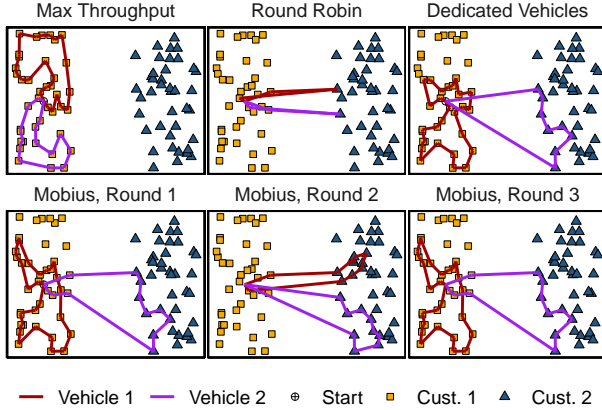 Max Throughput
Round Robin
Dedicated Vehicles
Mobius, Round 1
Mobius, Round 2
Mobius, Round 3
Vehicle 1
Vehicle 2
Start
Cust. 1
Cust. 2